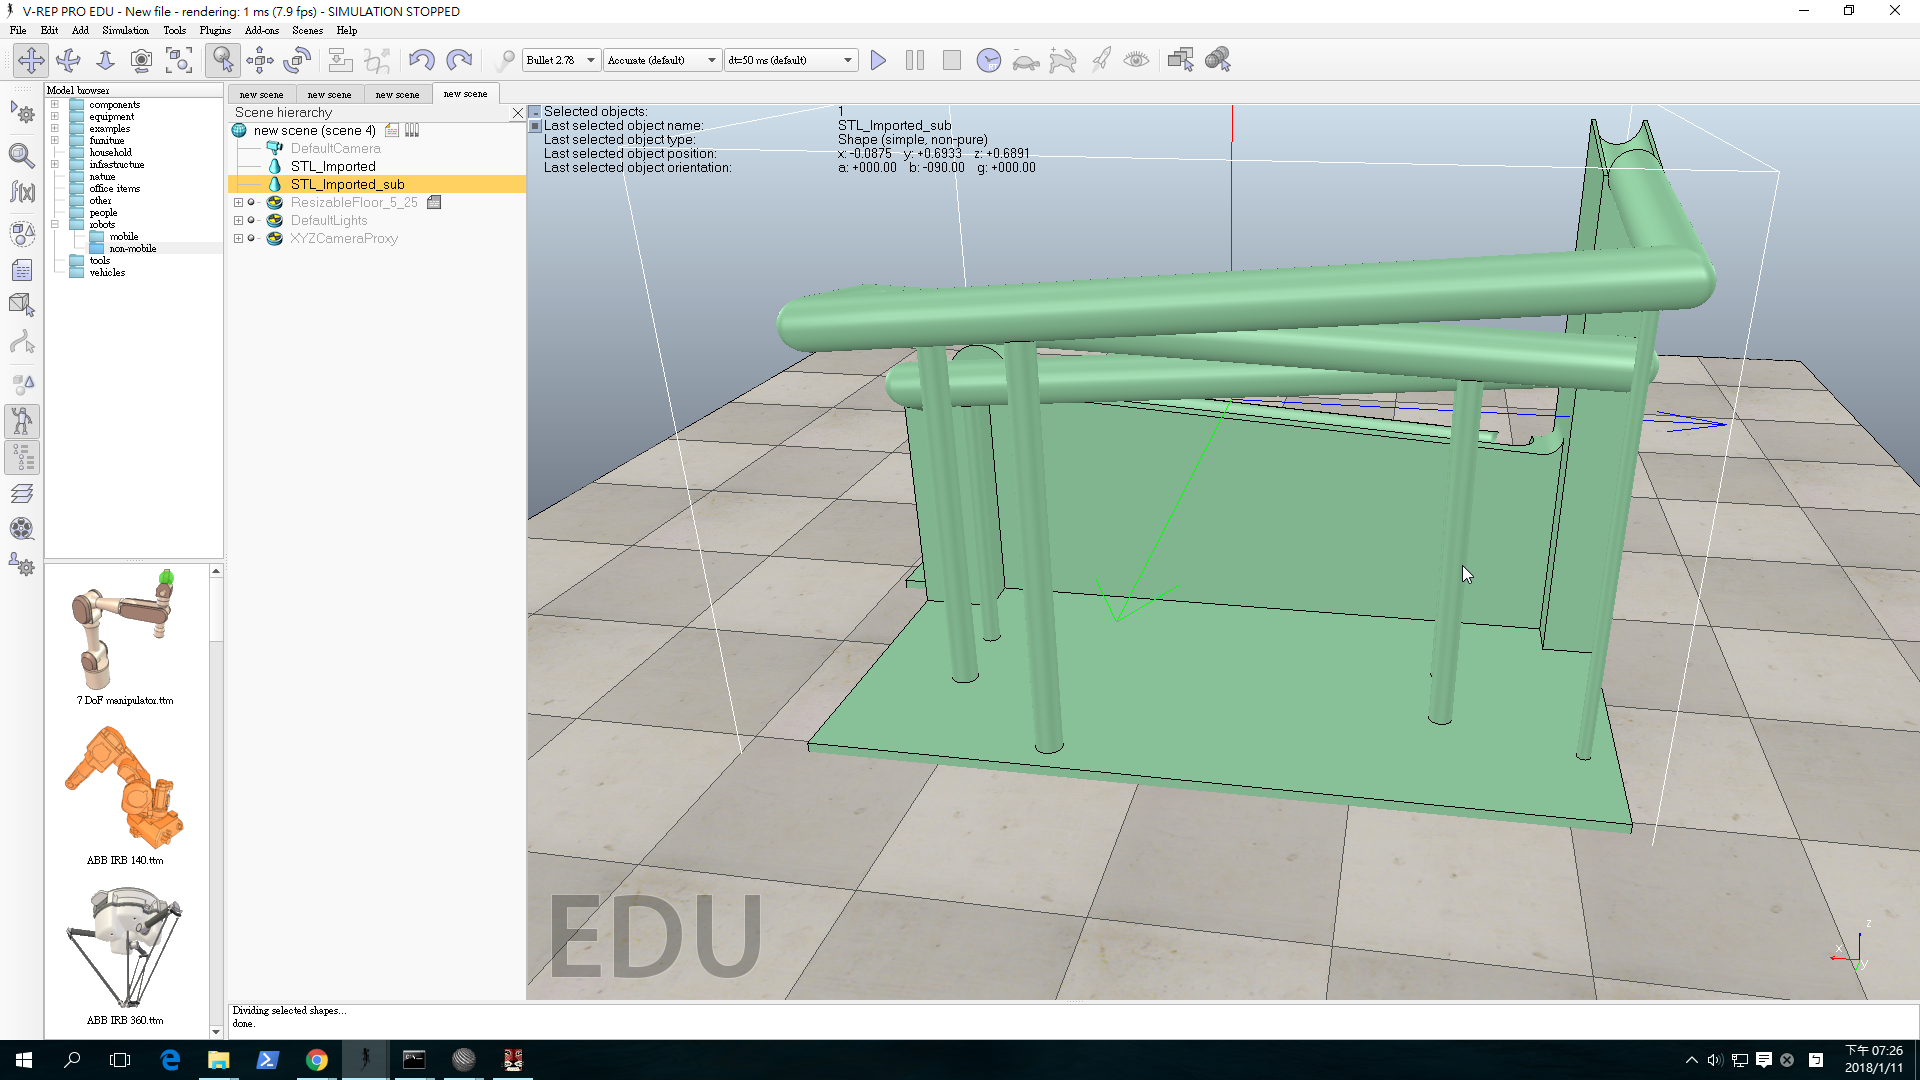 V-REP PRO EDU - New file - rendering: 1 ms (7.9 fps) - SIMULATION STOPPED
File Edit Add Simulation Tools Plugins Add-ons Scenes Help
Bullet 2.78 Accurate (default) dt=50 ms (default)
Model browser
components
equipment
examples
furniture
household
infrastructure
nature
office items
other
people
robots
mobile
non-mobile
tools
vehicles
7 DoF manipulator.ttm
ABB IRB 140.ttm
ABB IRB 360.ttm
new scene new scene new scene new scene
Scene hierarchy
new scene (scene 4)
DefaultCamera
STL_Imported
STL_Imported_sub
ResizableFloor_5_25
DefaultLights
XYZCameraProxy
Selected objects: 1
Last selected object name: STL_Imported_sub
Last selected object type: Shape (simple, non-pure)
Last selected object position: x: -0.0875 y: +0.6933 z: +0.6891
Last selected object orientation: a: +000.00 b: -090.00 g: +000.00
EDU
z
x
y
Dividing selected shapes...
done.
下午 07:26
2018/1/11